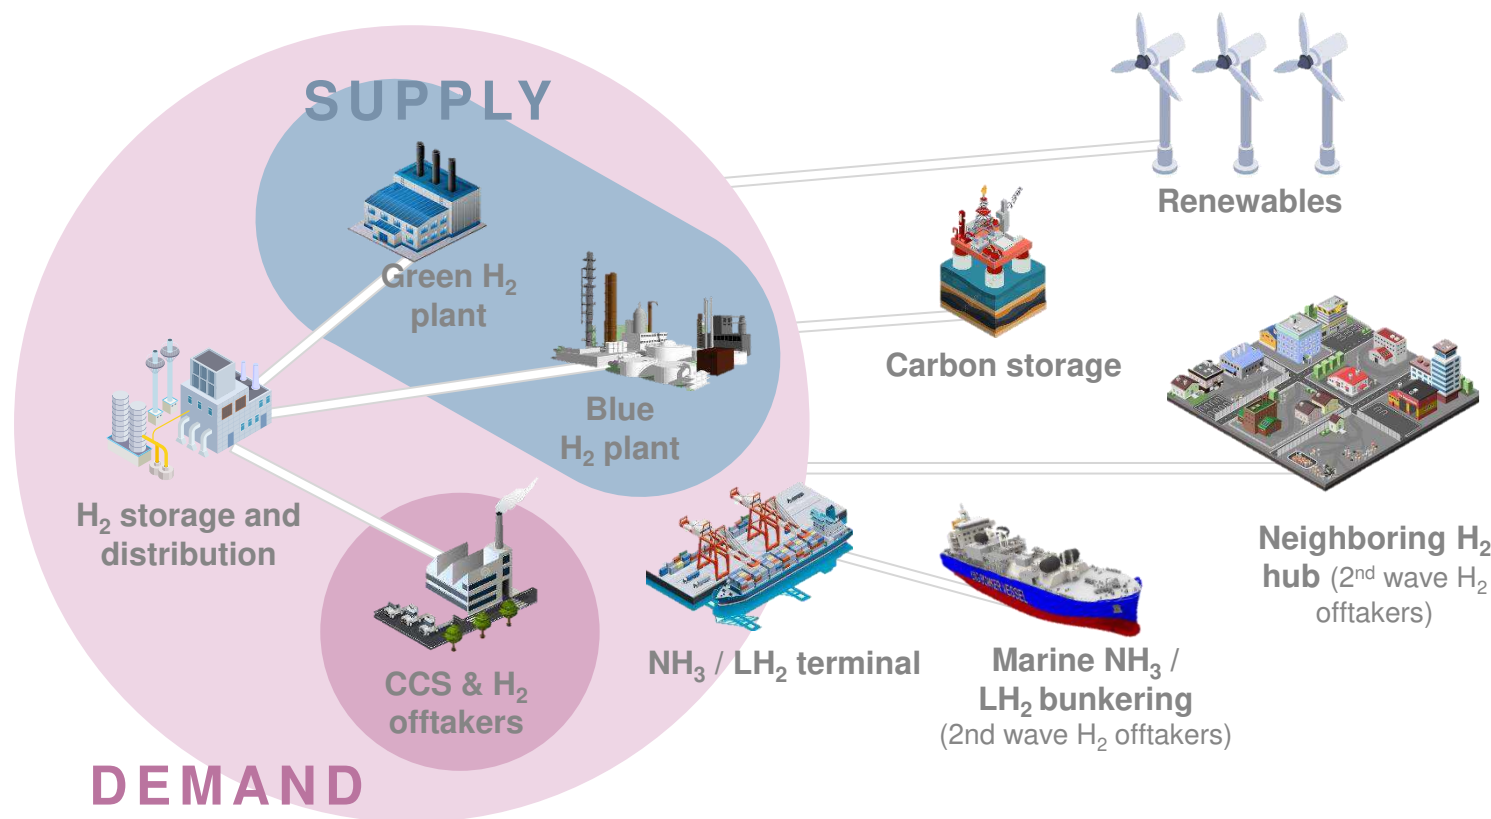 SUPPLY
Renewables
Green H₂
plant
Carbon storage
Blue
H₂ plant
H₂ storage and
distribution
Neighboring H₂
hub (2ⁿᵈ wave H₂
offtakers)
NH₃ / LH₂ terminal
Marine NH₃ /
LH₂ bunkering
(2nd wave H₂ offtakers)
CCS & H₂
offtakers
DEMAND